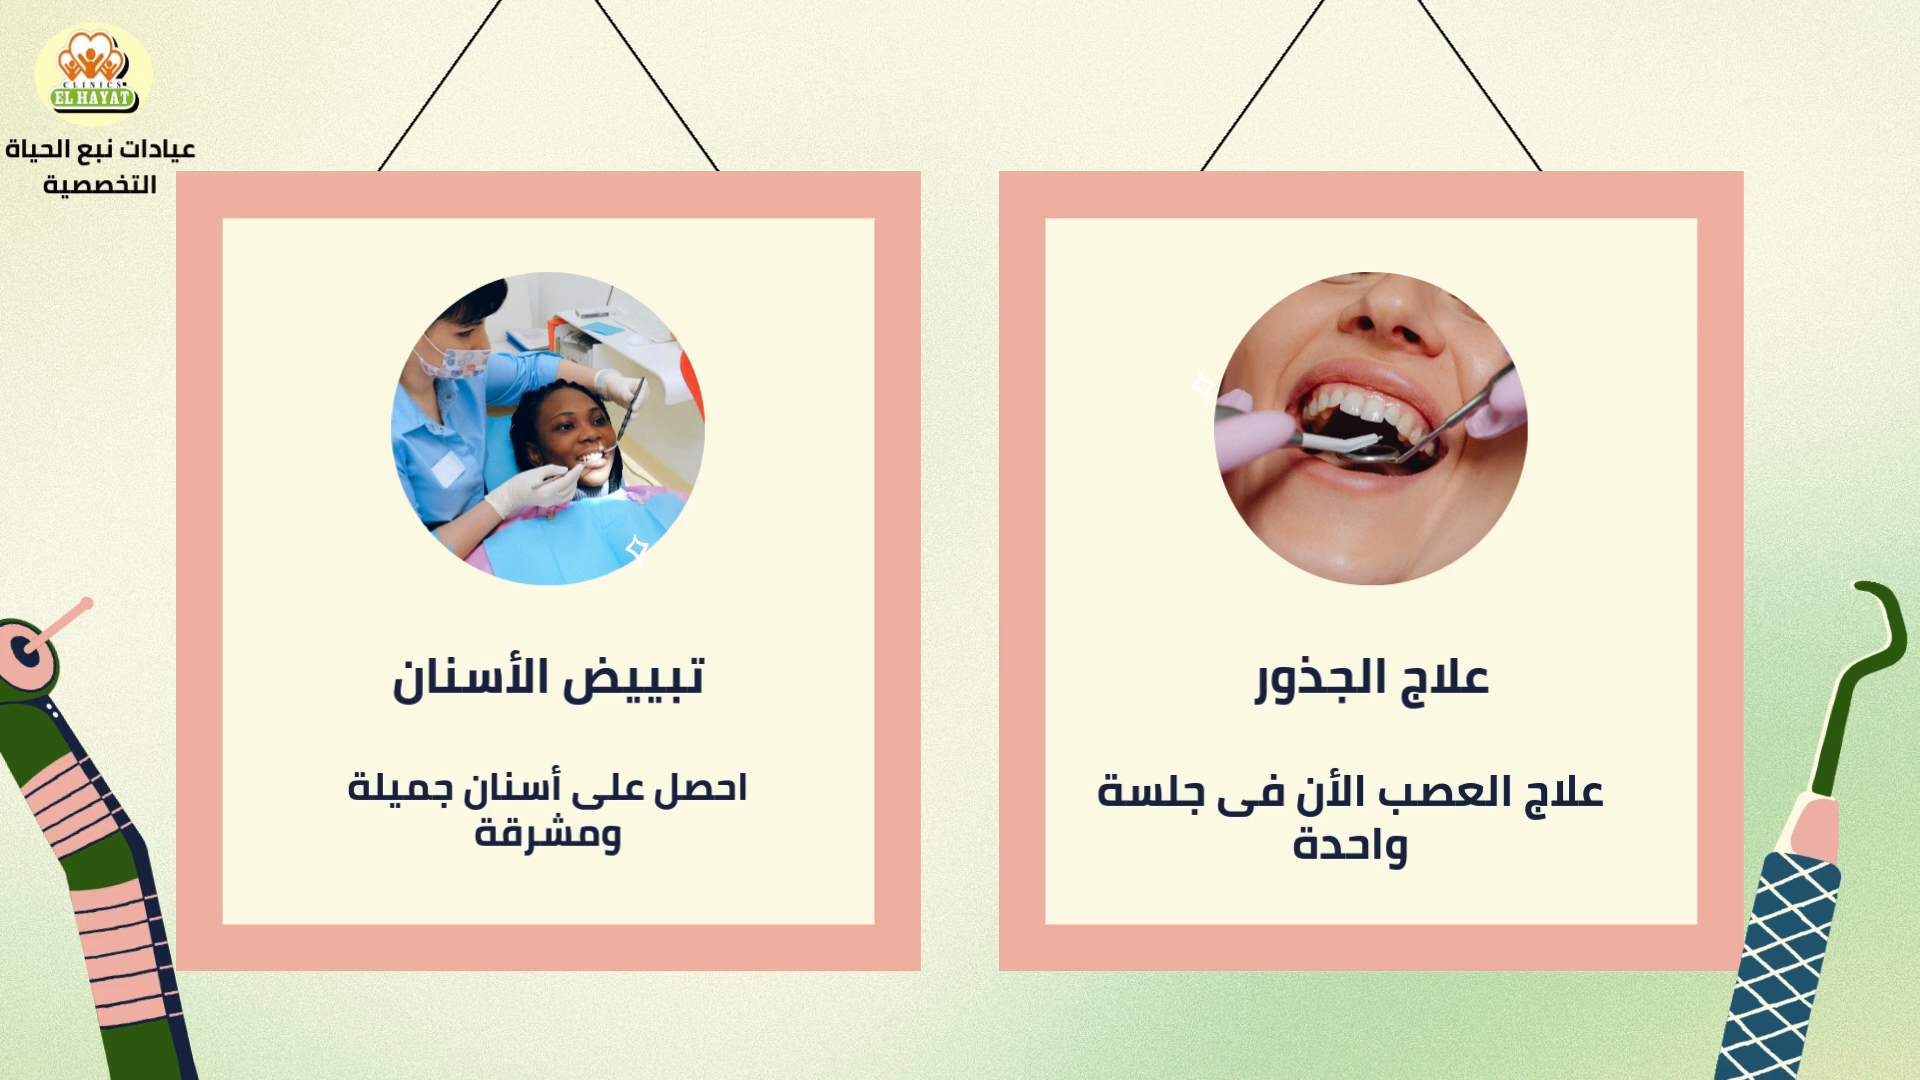 CLINICS
EL HAYAT
عيادات نبع الحياة
التخصصية
علاج الجذور
علاج العصب الأن فى جلسة
واحدة
تبييض الأسنان
احصل على أسنان جميلة
ومشرقة